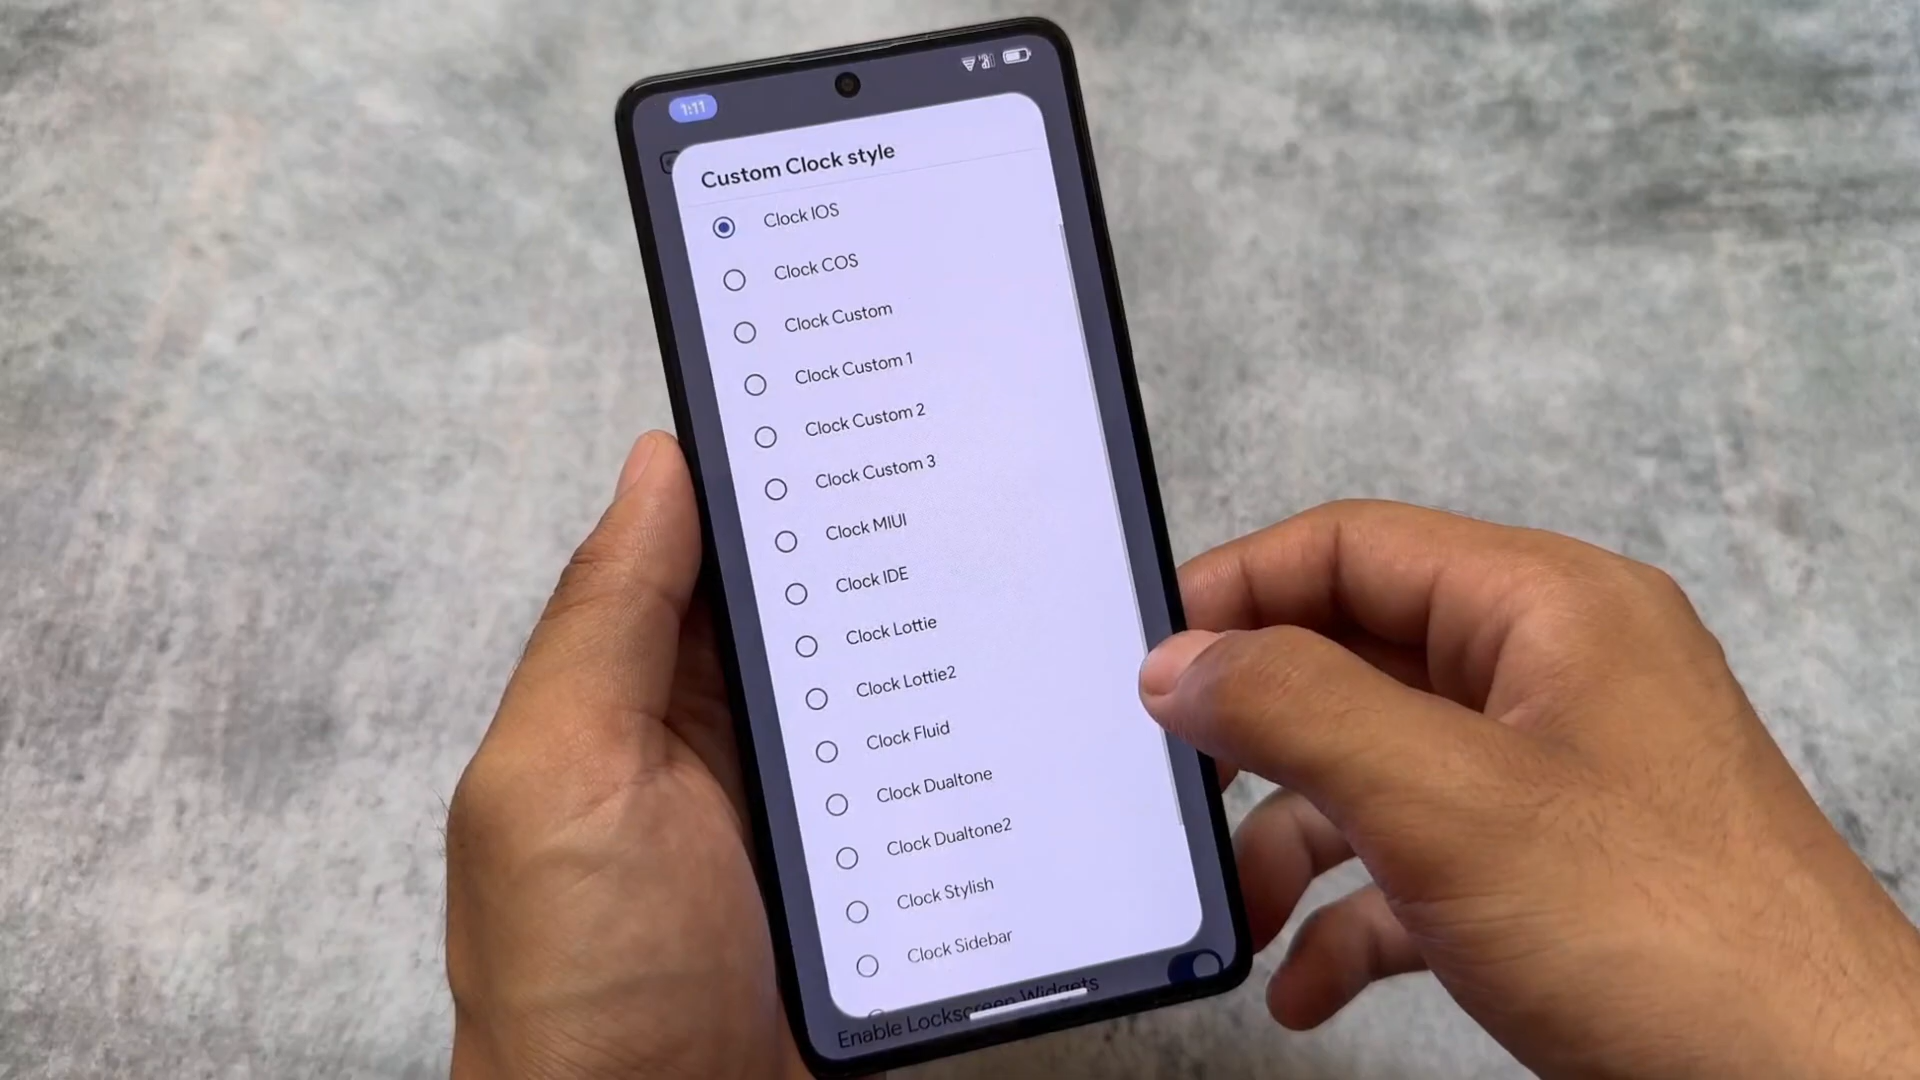 1:11
Custom Clock style
Clock IOS
Clock COS
Clock Custom
Clock Custom 1
Clock Custom 2
Clock Custom 3
Clock MIUI
Clock IDE
Clock Lottie
Clock Lottie2
Clock Fluid
Clock Dualtone
Clock Dualtone2
Clock Stylish
Clock Sidebar
Enable Lockscreen Widgets